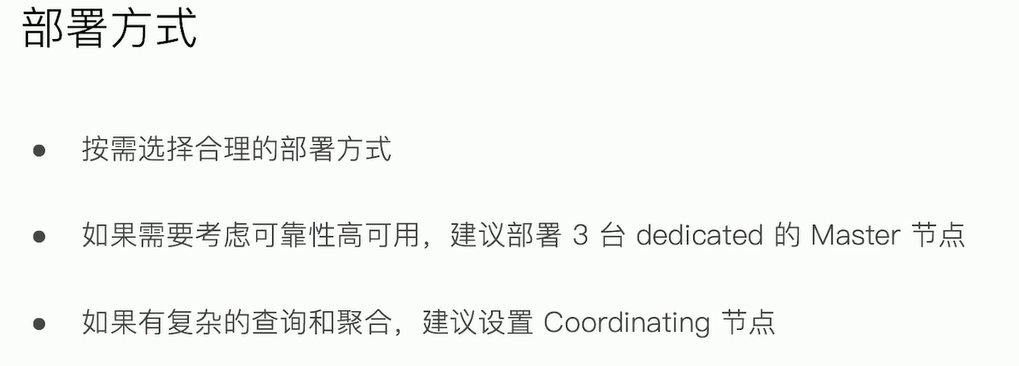 部署方式
● 按需选择合理的部署方式
● 如果需要考虑可靠性高可用，建议部署 3 台 dedicated 的 Master 节点
● 如果有复杂的查询和聚合，建议设置 Coordinating 节点